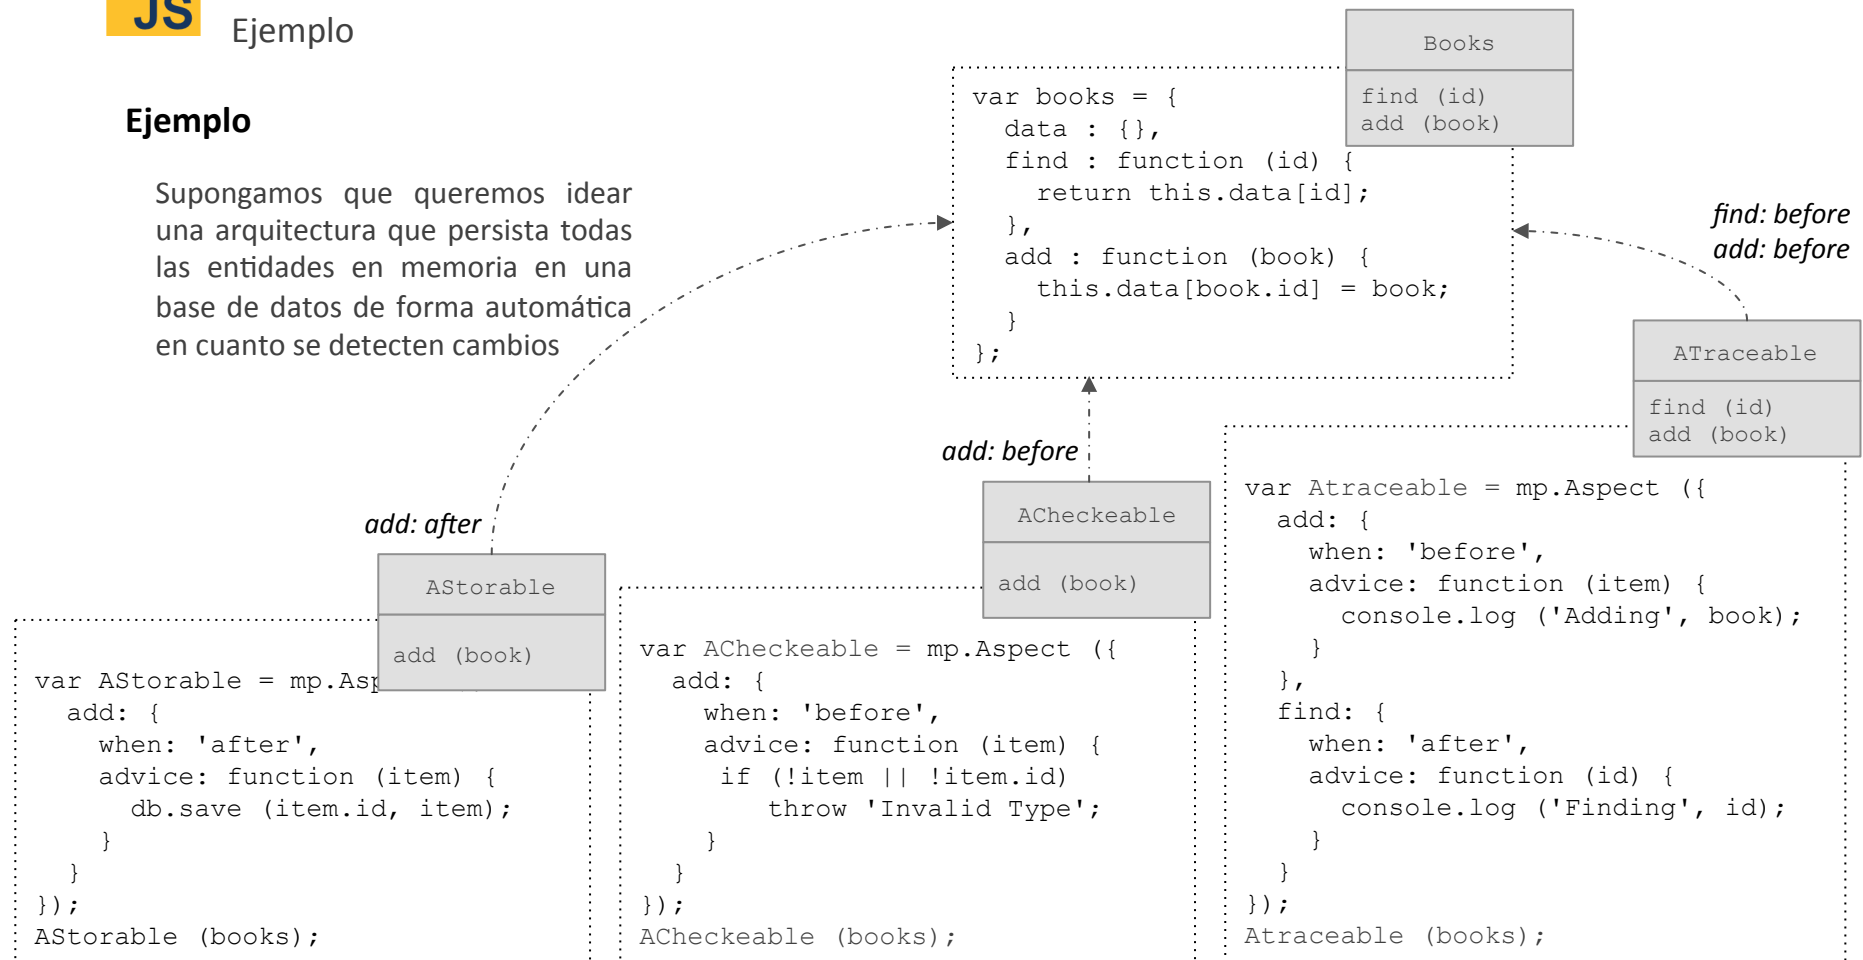 JS
Ejemplo
Ejemplo
Supongamos que queremos idear
una arquitectura que persista todas
las entidades en memoria en una
base de datos de forma automática
en cuanto se detecten cambios
Books
find (id)
add (book)
var books = {
  data : {},
  find : function (id) {
    return this.data[id];
  },
  add : function (book) {
    this.data[book.id] = book;
  }
};
find: before
add: before
ATraceable
find (id)
add (book)
add: before
ACheckeable
add (book)
add: after
AStorable
add (book)
var AStorable = mp.Asp
  add: {
    when: 'after',
    advice: function (item) {
      db.save (item.id, item);
    }
  }
});
AStorable (books);
var ACheckeable = mp.Aspect ({
  add: {
    when: 'before',
    advice: function (item) {
     if (!item || !item.id)
        throw 'Invalid Type';
    }
  }
});
ACheckeable (books);
var Atraceable = mp.Aspect ({
  add: {
    when: 'before',
    advice: function (item) {
      console.log ('Adding', book);
    }
  },
  find: {
    when: 'after',
    advice: function (id) {
      console.log ('Finding', id);
    }
  }
});
Atraceable (books);